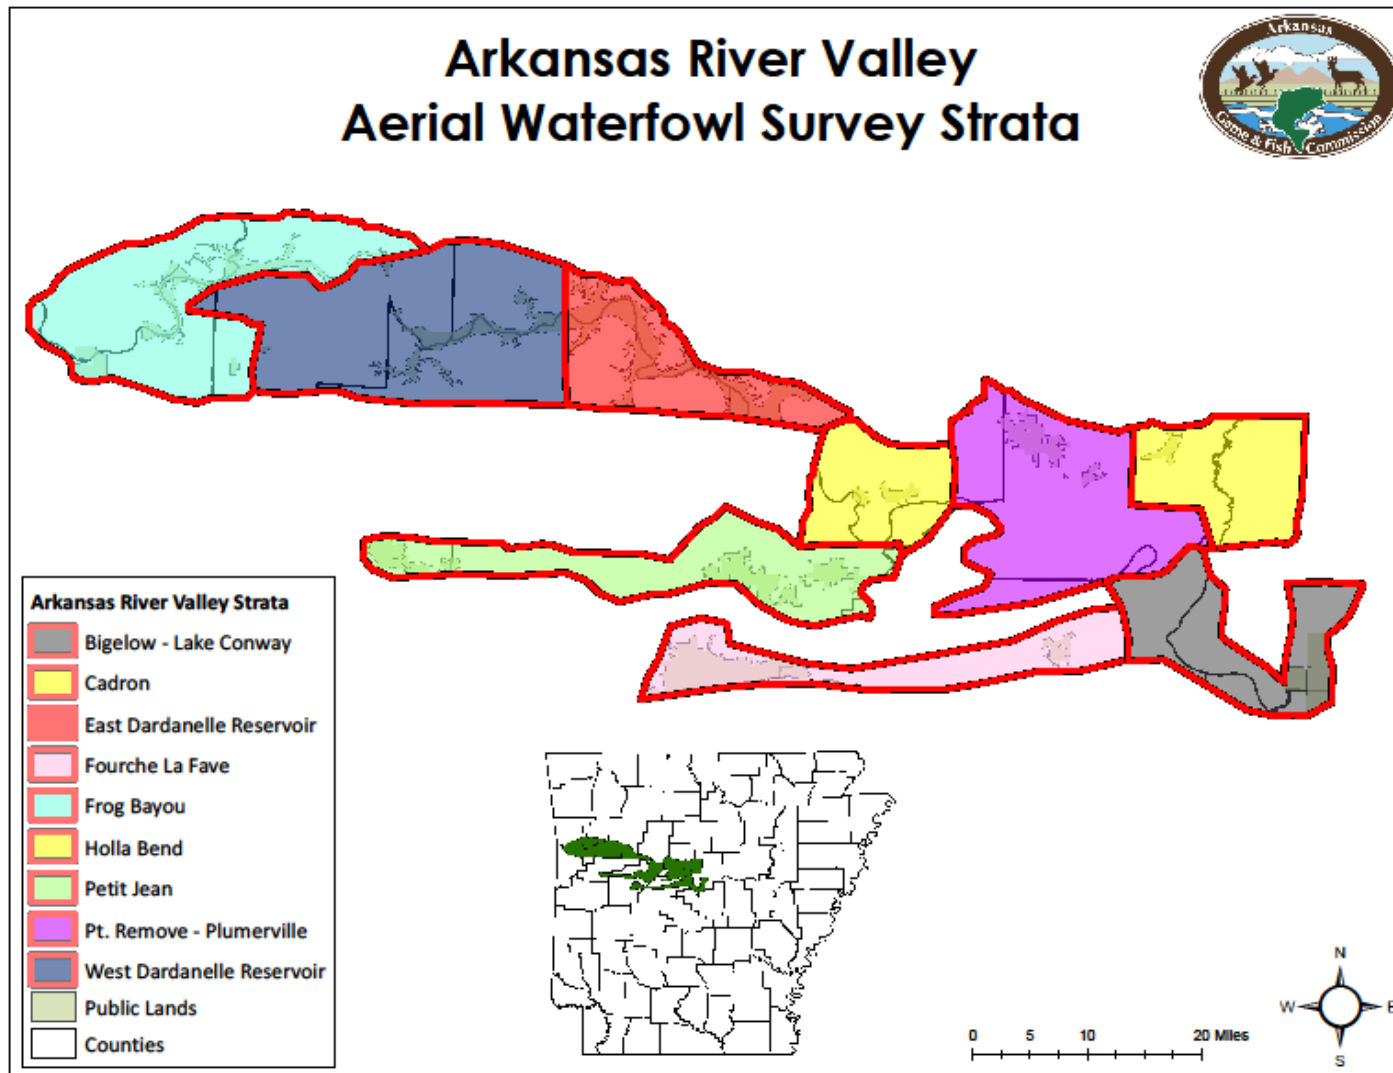 Arkansas River Valley
Aerial Waterfowl Survey Strata
Arkansas
Game & Fish Commission
Arkansas River Valley Strata
Bigelow - Lake Conway
Cadron
East Dardanelle Reservoir
Fourche La Fave
Frog Bayou
Holla Bend
Petit Jean
Pt. Remove - Plumerville
West Dardanelle Reservoir
Public Lands
Counties
0 5 10 20 Miles
N
W E
S